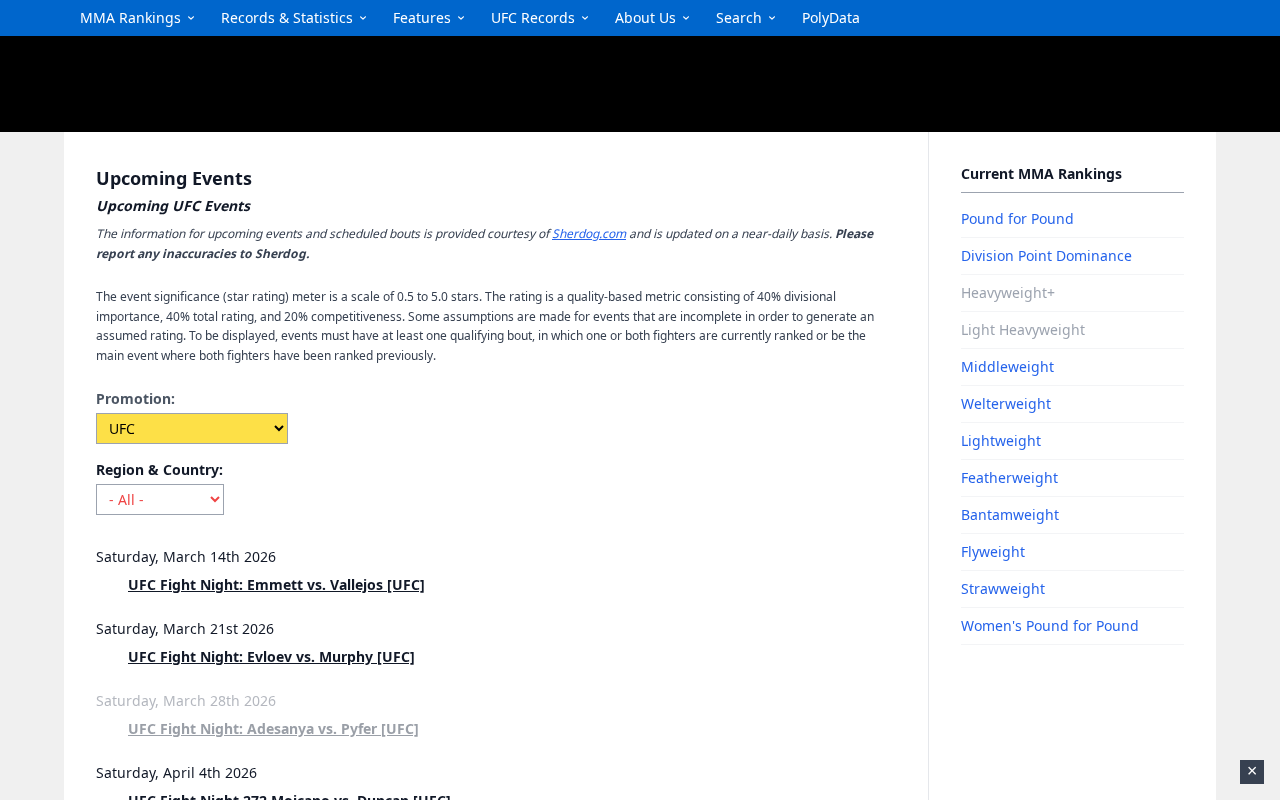 MMA Rankings
Records & Statistics
Features
UFC Records
About Us
Search
PolyData
Upcoming Events
Upcoming UFC Events
The information for upcoming events and scheduled bouts is provided courtesy of Sherdog.com and is updated on a near-daily basis. Please
report any inaccuracies to Sherdog.
The event significance (star rating) meter is a scale of 0.5 to 5.0 stars. The rating is a quality-based metric consisting of 40% divisional
importance, 40% total rating, and 20% competitiveness. Some assumptions are made for events that are incomplete in order to generate an
assumed rating. To be displayed, events must have at least one qualifying bout, in which one or both fighters are currently ranked or be the
main event where both fighters have been ranked previously.
Promotion:
UFC
Region & Country:
- All -
Saturday, March 14th 2026
UFC Fight Night: Emmett vs. Vallejos [UFC]
Saturday, March 21st 2026
UFC Fight Night: Evloev vs. Murphy [UFC]
Saturday, March 28th 2026
UFC Fight Night: Adesanya vs. Pyfer [UFC]
Saturday, April 4th 2026
UFC Fight Night 272 Moicano vs. Duncan [UFC]
Current MMA Rankings
Pound for Pound
Division Point Dominance
Heavyweight+
Light Heavyweight
Middleweight
Welterweight
Lightweight
Featherweight
Bantamweight
Flyweight
Strawweight
Women's Pound for Pound